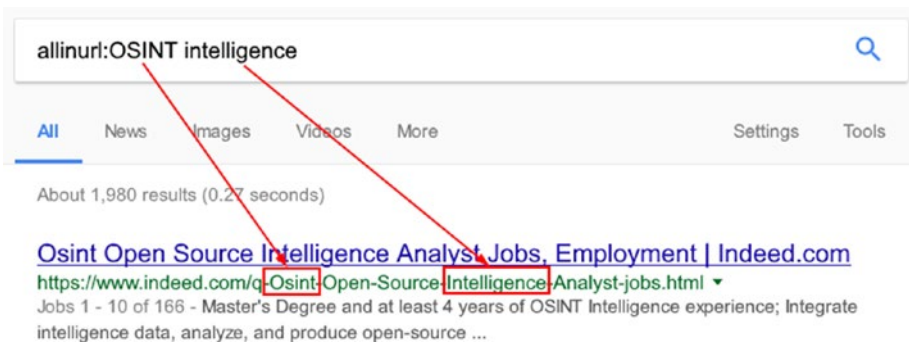 allinurl:OSINT intelligence
All News Images Videos More Settings Tools
About 1,980 results (0.27 seconds)
Osint Open Source Intelligence Analyst Jobs, Employment | Indeed.com
https://www.indeed.com/q-Osint-Open-Source-Intelligence-Analyst-jobs.html
Jobs 1 - 10 of 166 - Master's Degree and at least 4 years of OSINT Intelligence experience; Integrate
intelligence data, analyze, and produce open-source ...